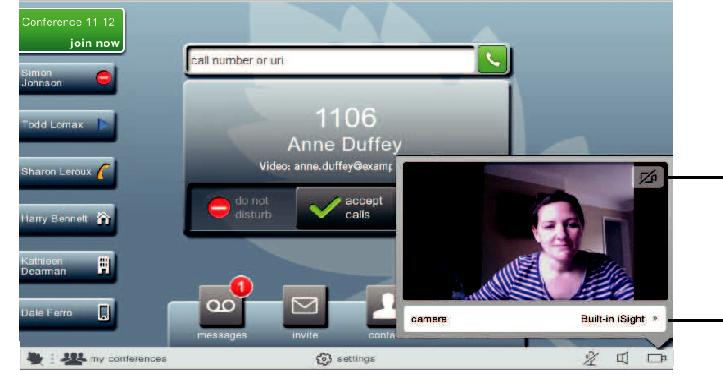 Conference 11-12
join now
call number or uri
Simon
Johnson
Todd Lomax
Sharon Leroux
Harry Bennett
Kathleen
Dearman
Dale Ferro
1106
Anne Duffey
Video: anne.duffey@examp
do not
disturb
accept
calls
1
messages
invite
conta
camera
Built-in iSight
my conferences
settings